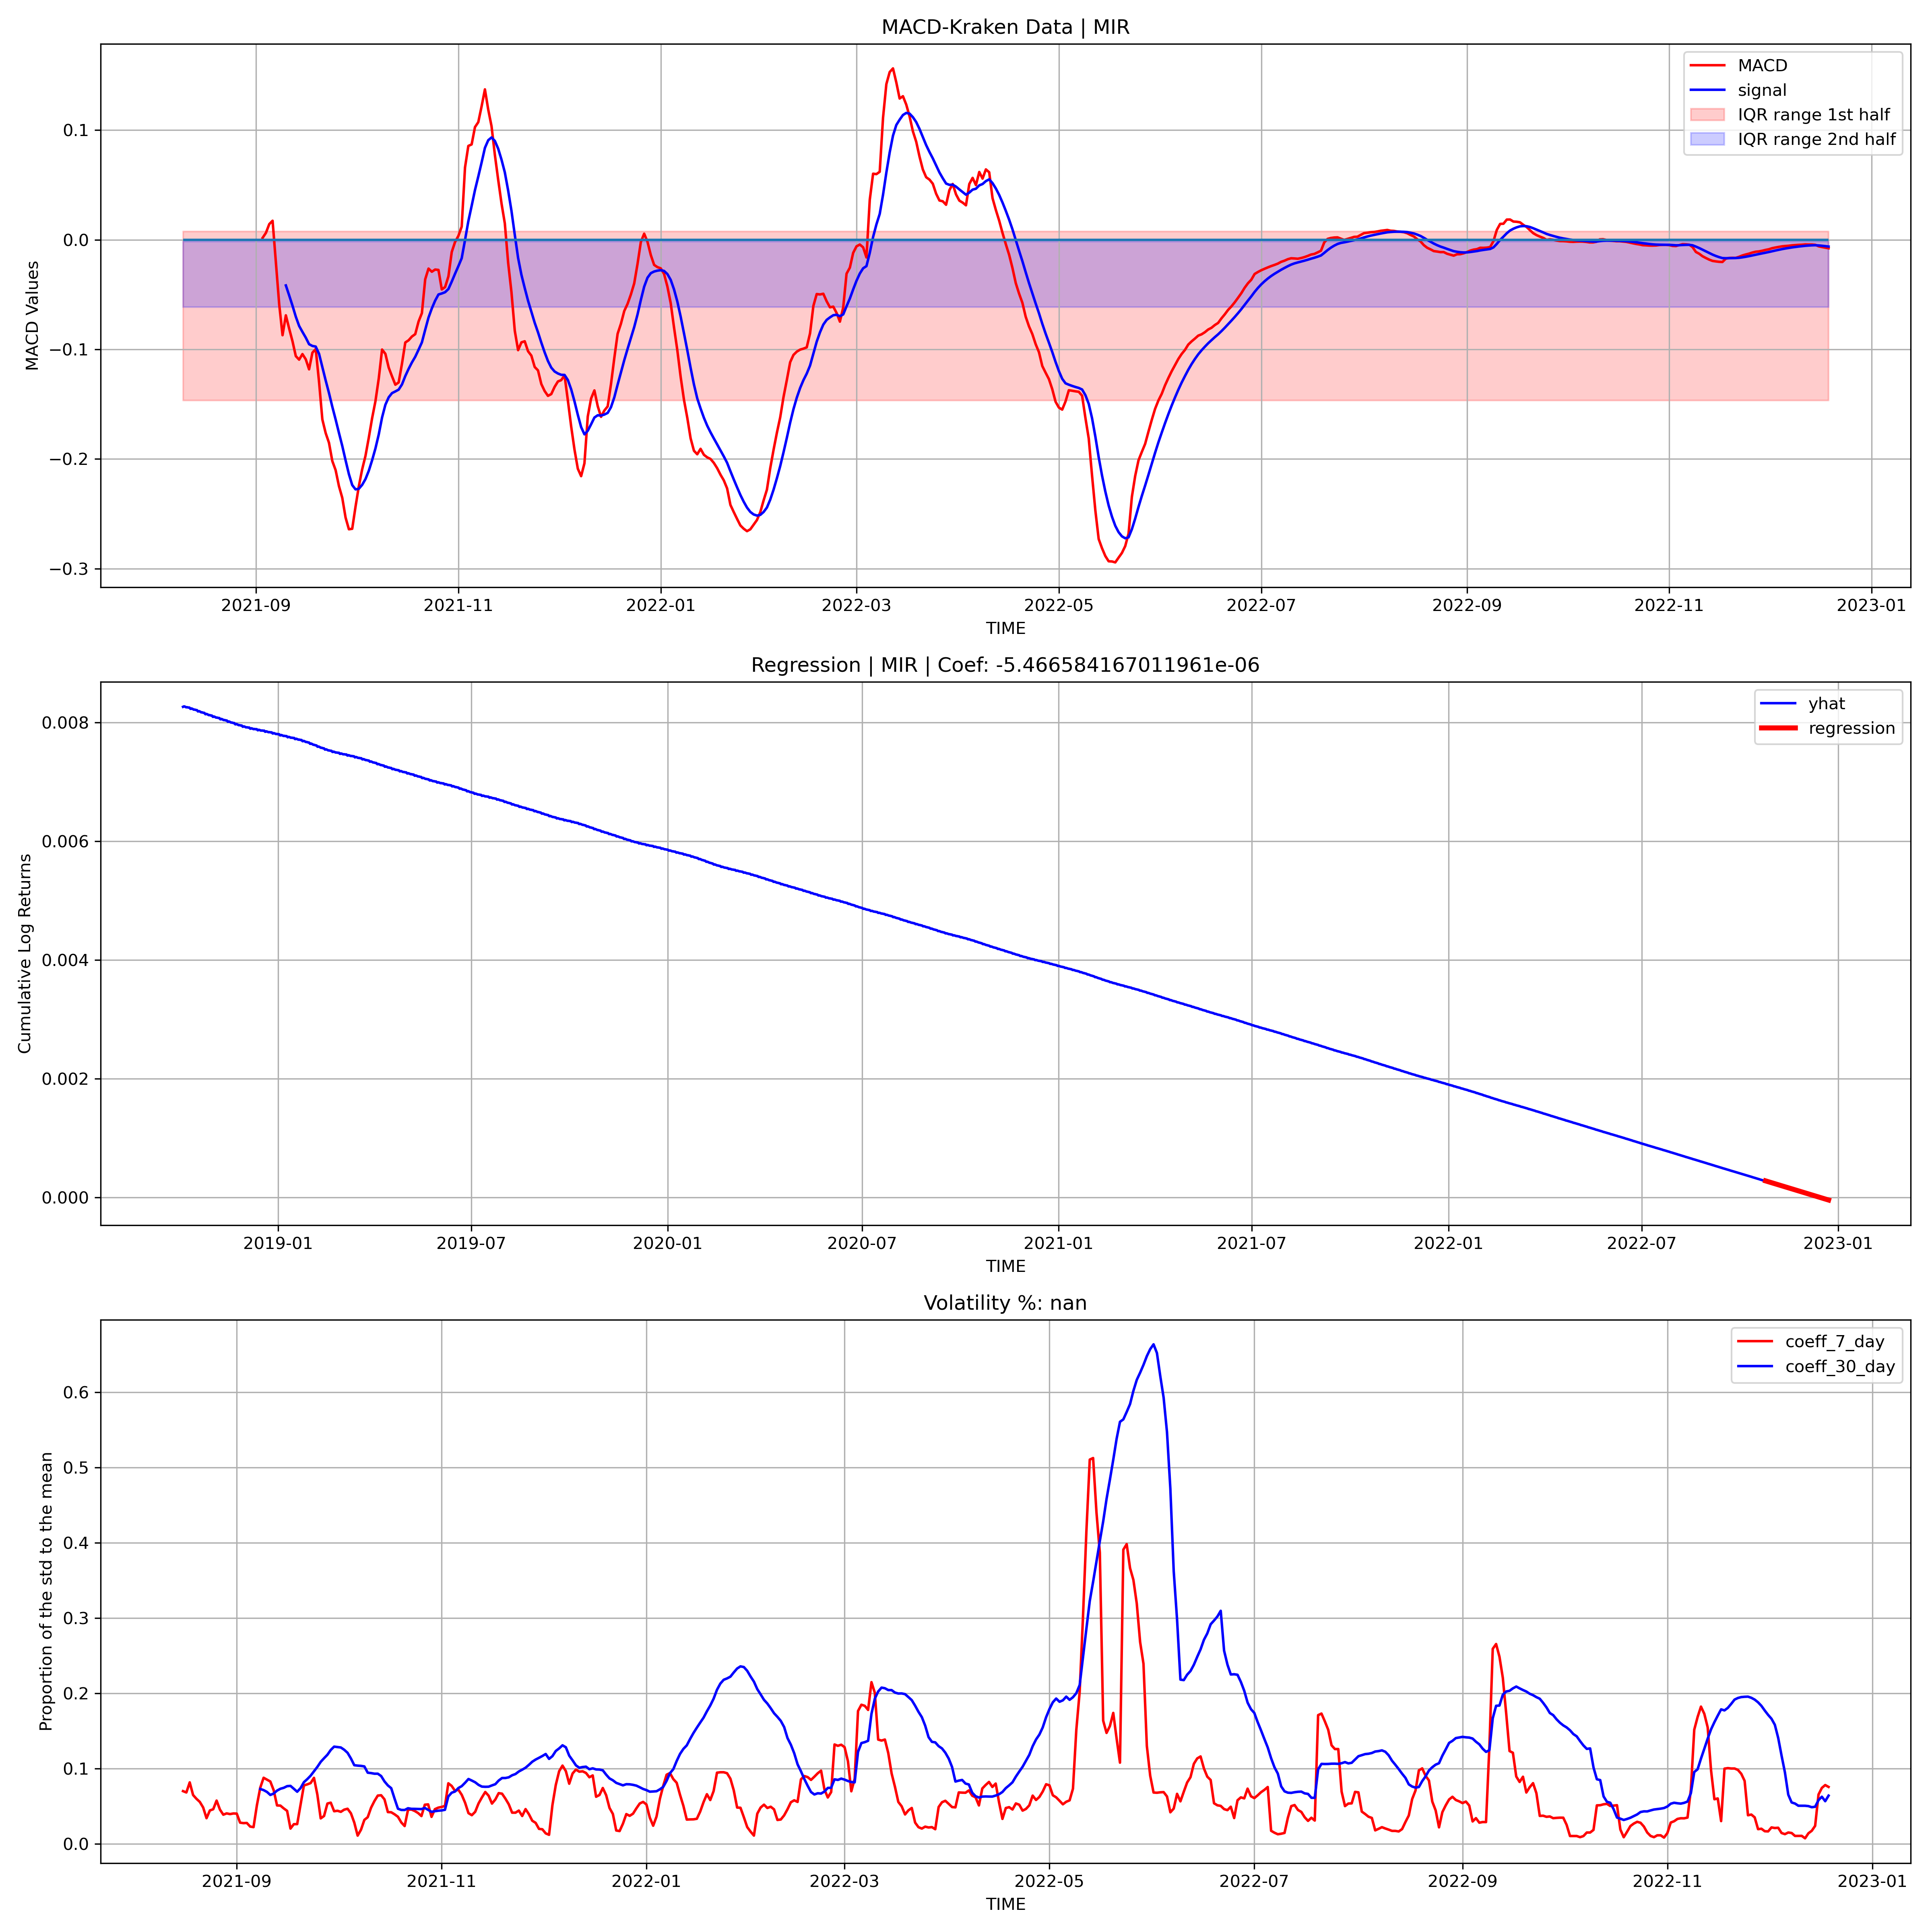 MACD-Kraken Data | MIR
MACD
signal
IQR range 1st half
IQR range 2nd half
MACD Values
0.1
0.0
−0.1
−0.2
−0.3
2021-09 2021-11 2022-01 2022-03 2022-05 2022-07 2022-09 2022-11 2023-01
TIME
Regression | MIR | Coef: -5.466584167011961e-06
yhat
regression
Cumulative Log Returns
0.008
0.006
0.004
0.002
0.000
2019-01 2019-07 2020-01 2020-07 2021-01 2021-07 2022-01 2022-07 2023-01
TIME
Volatility %: nan
coeff_7_day
coeff_30_day
Proportion of the std to the mean
0.6
0.5
0.4
0.3
0.2
0.1
0.0
2021-09 2021-11 2022-01 2022-03 2022-05 2022-07 2022-09 2022-11 2023-01
TIME